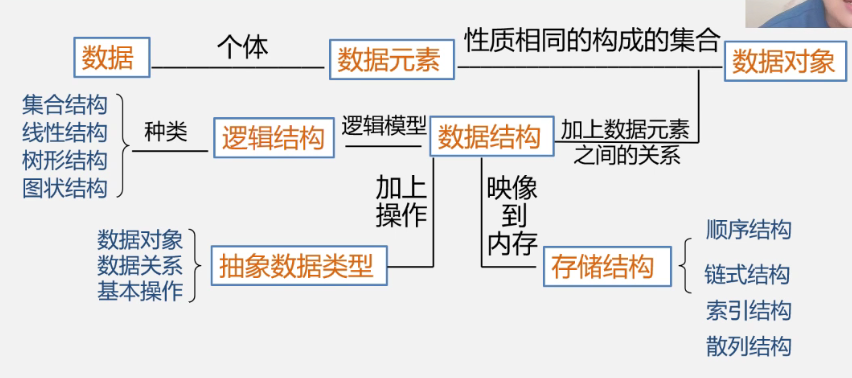 数据
个体
数据元素
性质相同的构成的集合
数据对象
集合结构
线性结构
树形结构
图状结构
种类
逻辑结构
逻辑模型
数据结构
加上数据元素
之间的关系
加上
操作
映像
到
内存
数据对象
数据关系
基本操作
抽象数据类型
存储结构
顺序结构
链式结构
索引结构
散列结构